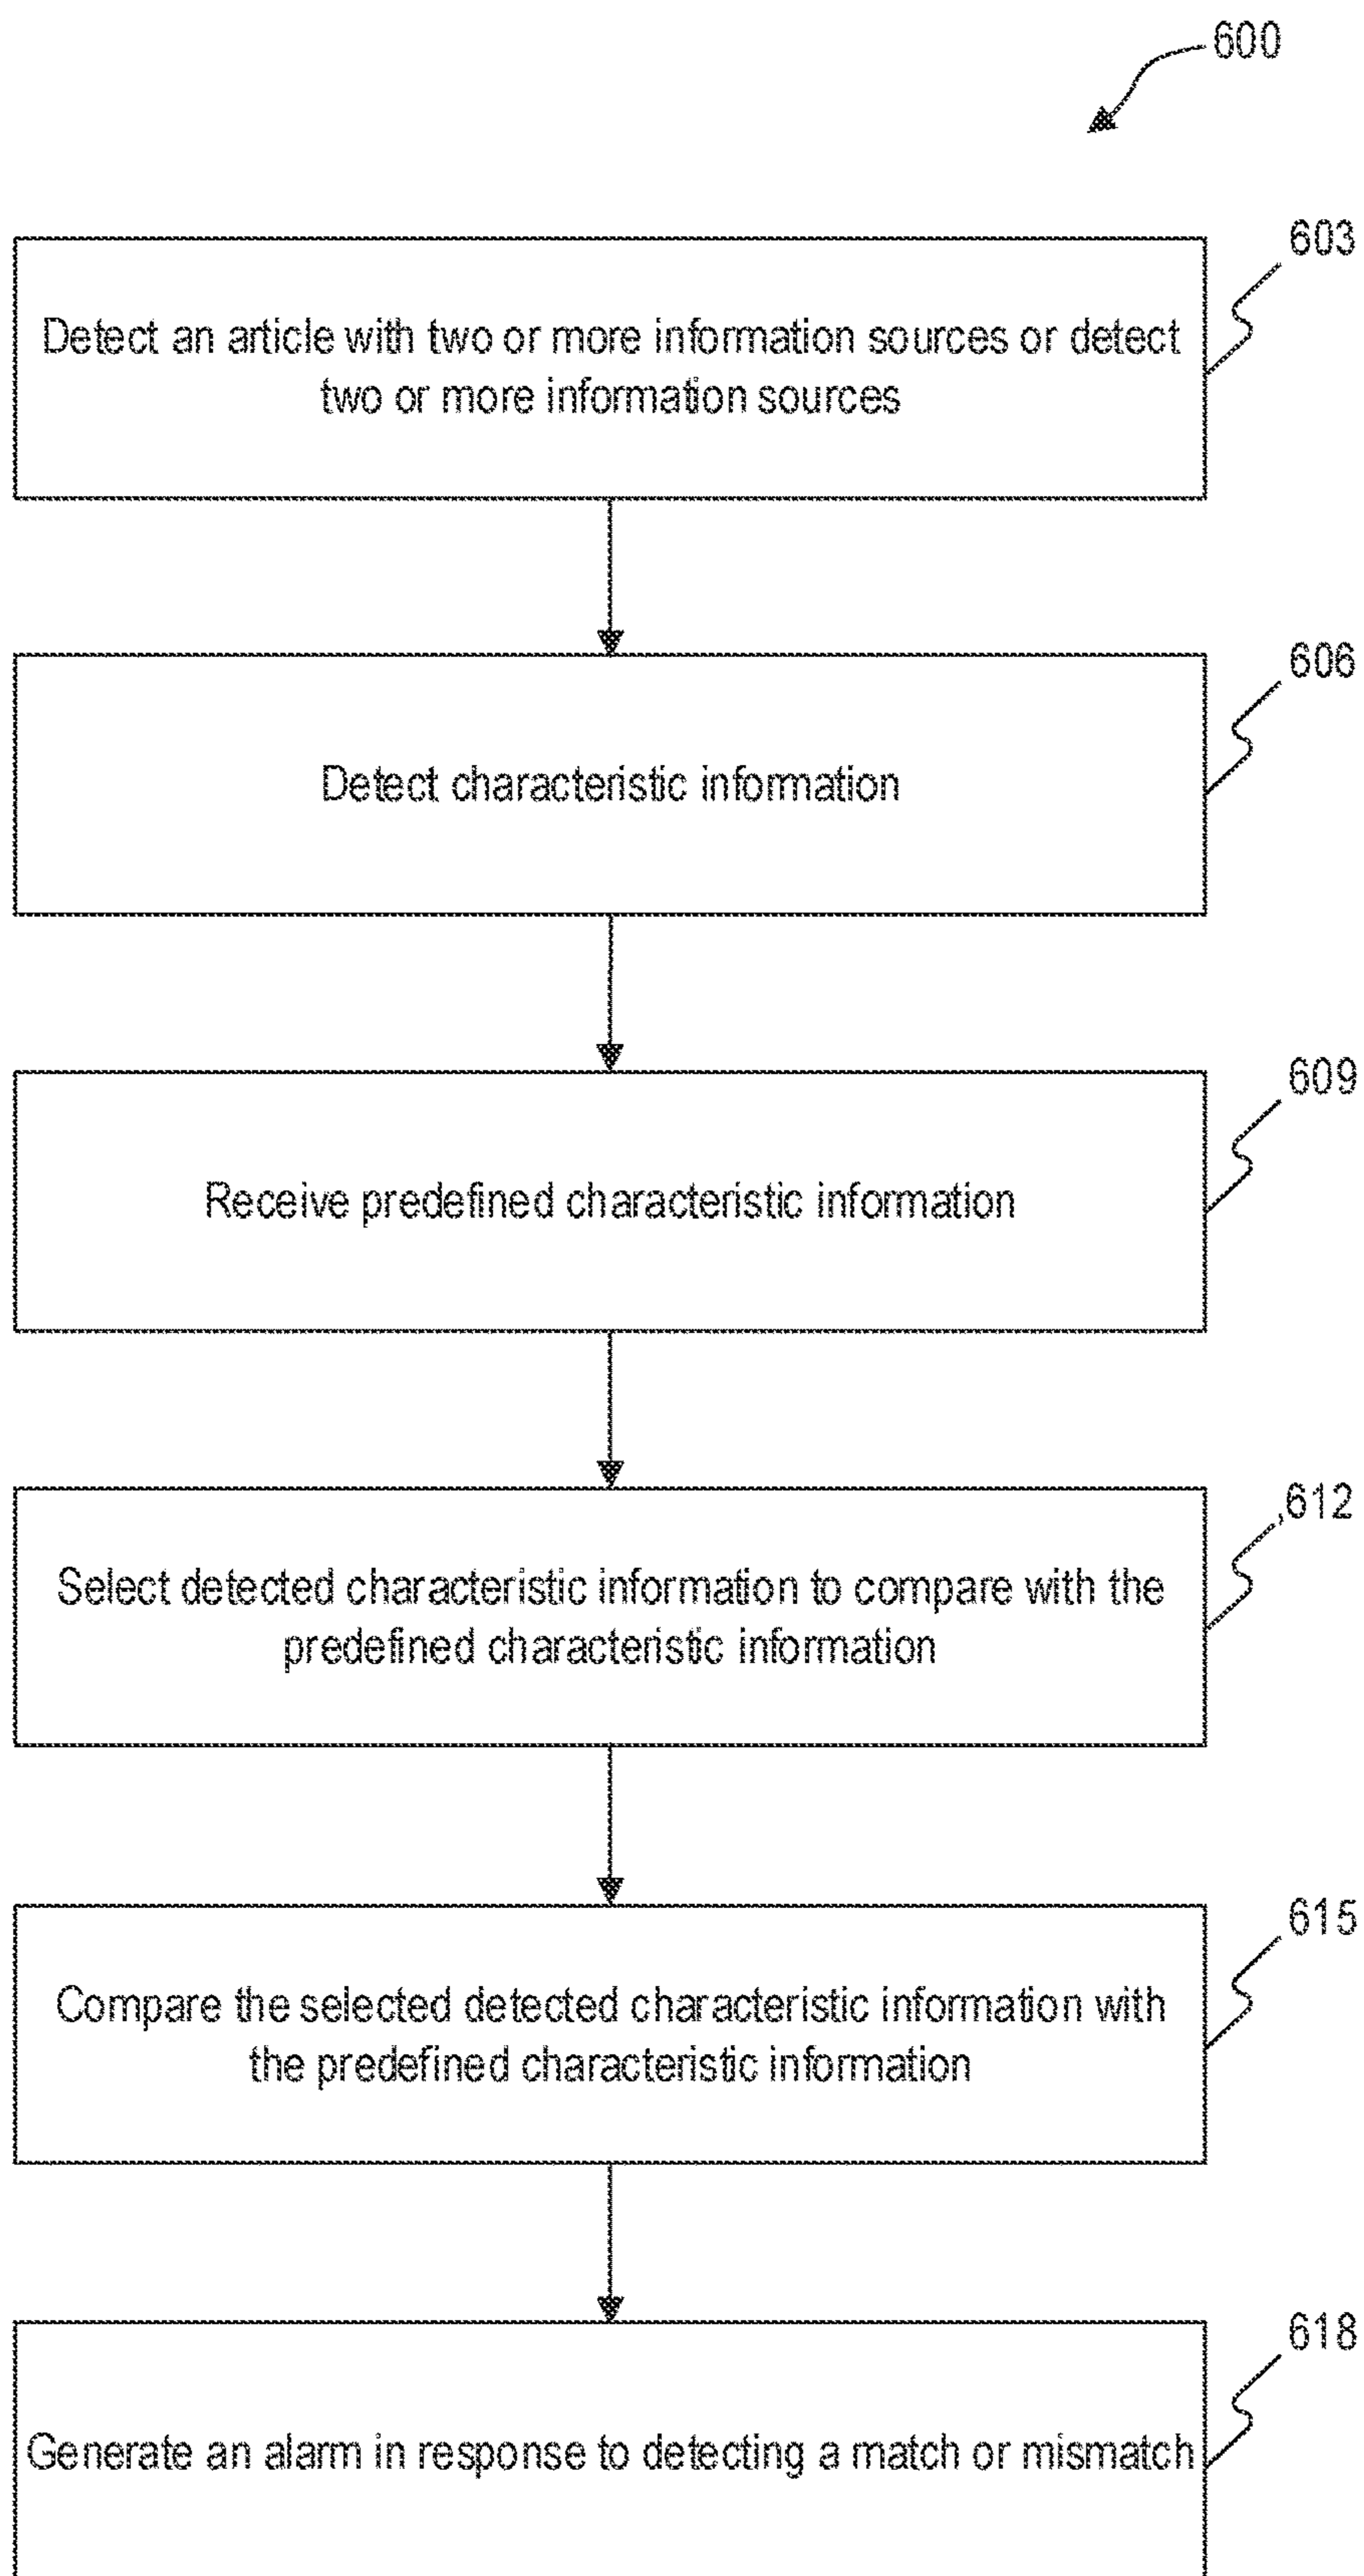 600
603
Detect an article with two or more information sources or detect
two or more information sources
606
Detect characteristic information
609
Receive predefined characteristic information
612
Select detected characteristic information to compare with the
predefined characteristic information
615
Compare the selected detected characteristic information with
the predefined characteristic information
618
Generate an alarm in response to detecting a match or mismatch